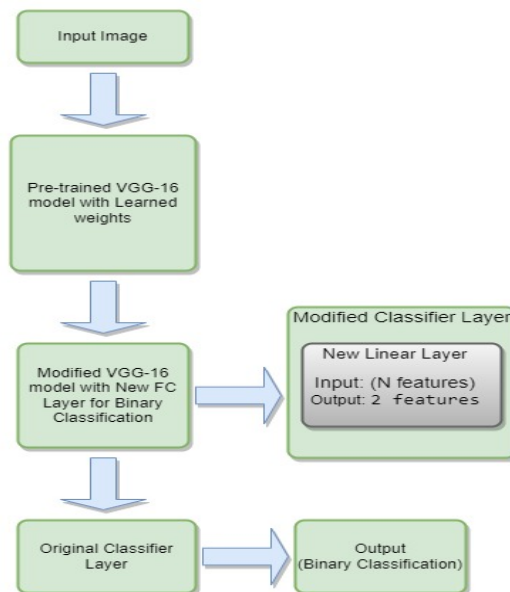 Input Image
Pre-trained VGG-16
model with Learned
weights
Modified VGG-16
model with New FC
Layer for Binary
Classification
Modified Classifier Layer
New Linear Layer
Input: (N features)
Output: 2 features
Original Classifier
Layer
Output
(Binary Classification)